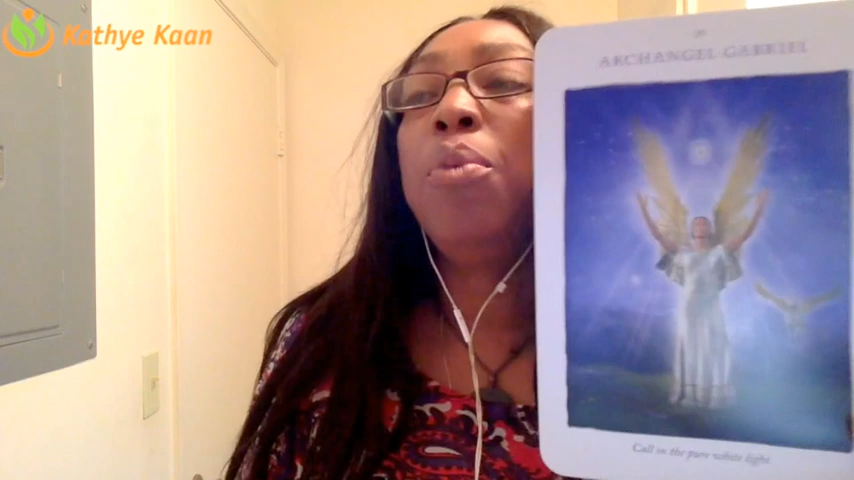 Kathye Kaan
ARCHANGEL GABRIEL
Call in the pure white light